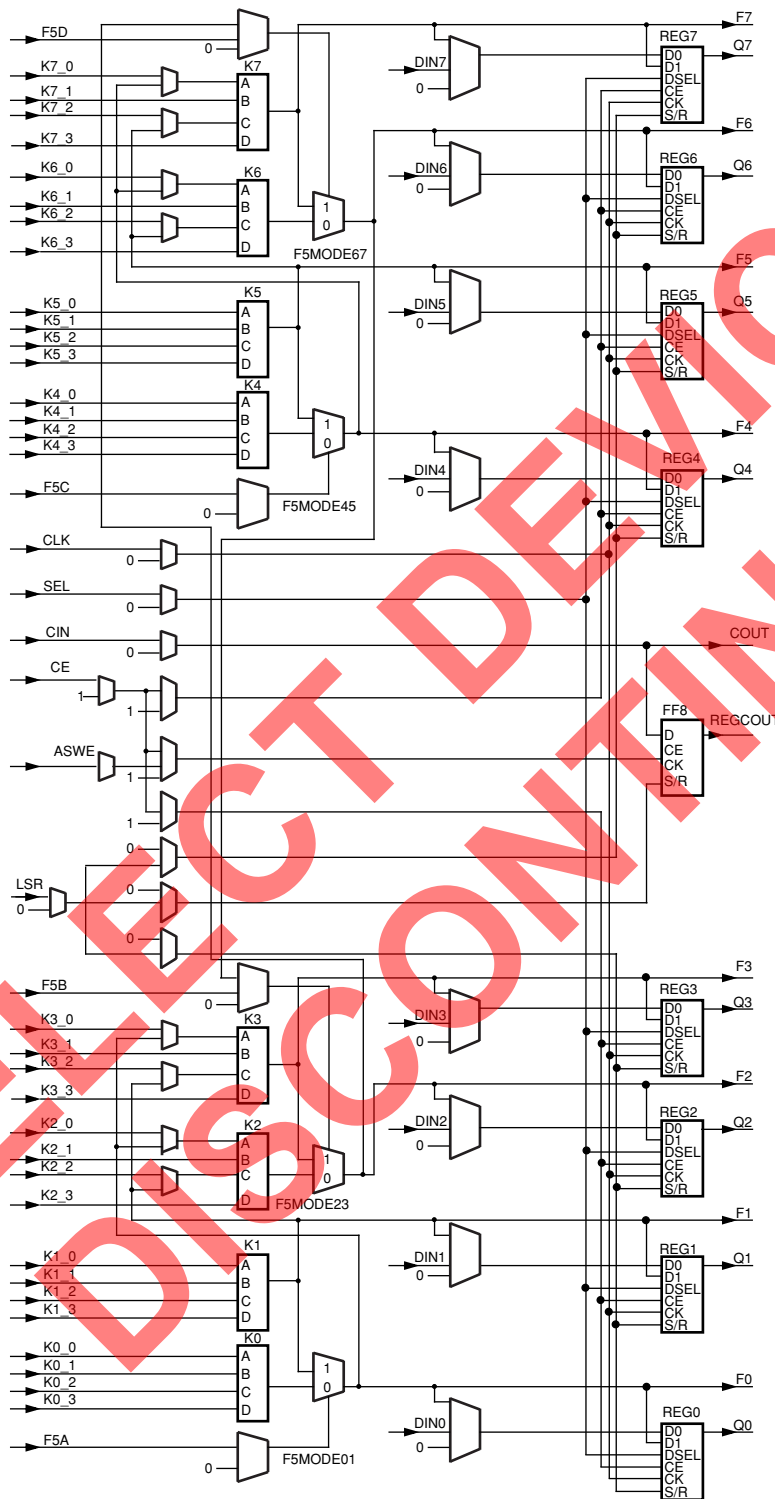 F5D
0
K7_0
K7_1
K7_2
K7_3
K7
A
B
C
D
DIN7
0
REG7
D0
D1
DSEL
CE
CK
S/R
F7
Q7
K6_0
K6_1
K6_2
K6_3
K6
A
B
C
D
1
0
F5MODE67
DIN6
0
REG6
D0
D1
DSEL
CE
CK
S/R
F6
Q6
K5_0
K5_1
K5_2
K5_3
K5
A
B
C
D
DIN5
0
REG5
D0
D1
DSEL
CE
CK
S/R
F5
Q5
K4_0
K4_1
K4_2
K4_3
K4
A
B
C
D
1
0
F5C
0
F5MODE45
DIN4
0
REG4
D0
D1
DSEL
CE
CK
S/R
F4
Q4
CLK
0
SEL
0
CIN
0
COUT
CE
1
1
ASWE
1
1
FF8
D
CE
CK
S/R
REGCOUT
0
LSR
0
0
0
F5B
0
K3_0
K3_1
K3_2
K3_3
K3
A
B
C
D
DIN3
0
REG3
D0
D1
DSEL
CE
CK
S/R
F3
Q3
K2_0
K2_1
K2_2
K2_3
K2
A
B
C
D
1
0
F5MODE23
DIN2
0
REG2
D0
D1
DSEL
CE
CK
S/R
F2
Q2
K1_0
K1_1
K1_2
K1_3
K1
A
B
C
D
DIN1
0
REG1
D0
D1
DSEL
CE
CK
S/R
F1
Q1
K0_0
K0_1
K0_2
K0_3
K0
A
B
C
D
1
0
F5A
0
F5MODE01
DIN0
0
REG0
D0
D1
DSEL
CE
CK
S/R
F0
Q0